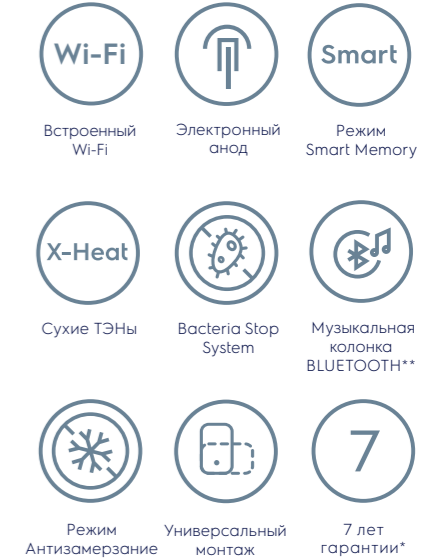 Wi-Fi
Встроенный
Wi-Fi
Электронный
анод
Smart
Режим
Smart Memory
X-Heat
Сухие ТЭНы
Bacteria Stop
System
Музыкальная
колонка
BLUETOOTH**
Режим
Антизамерзание
Универсальный
монтаж
7
7 лет
гарантии*